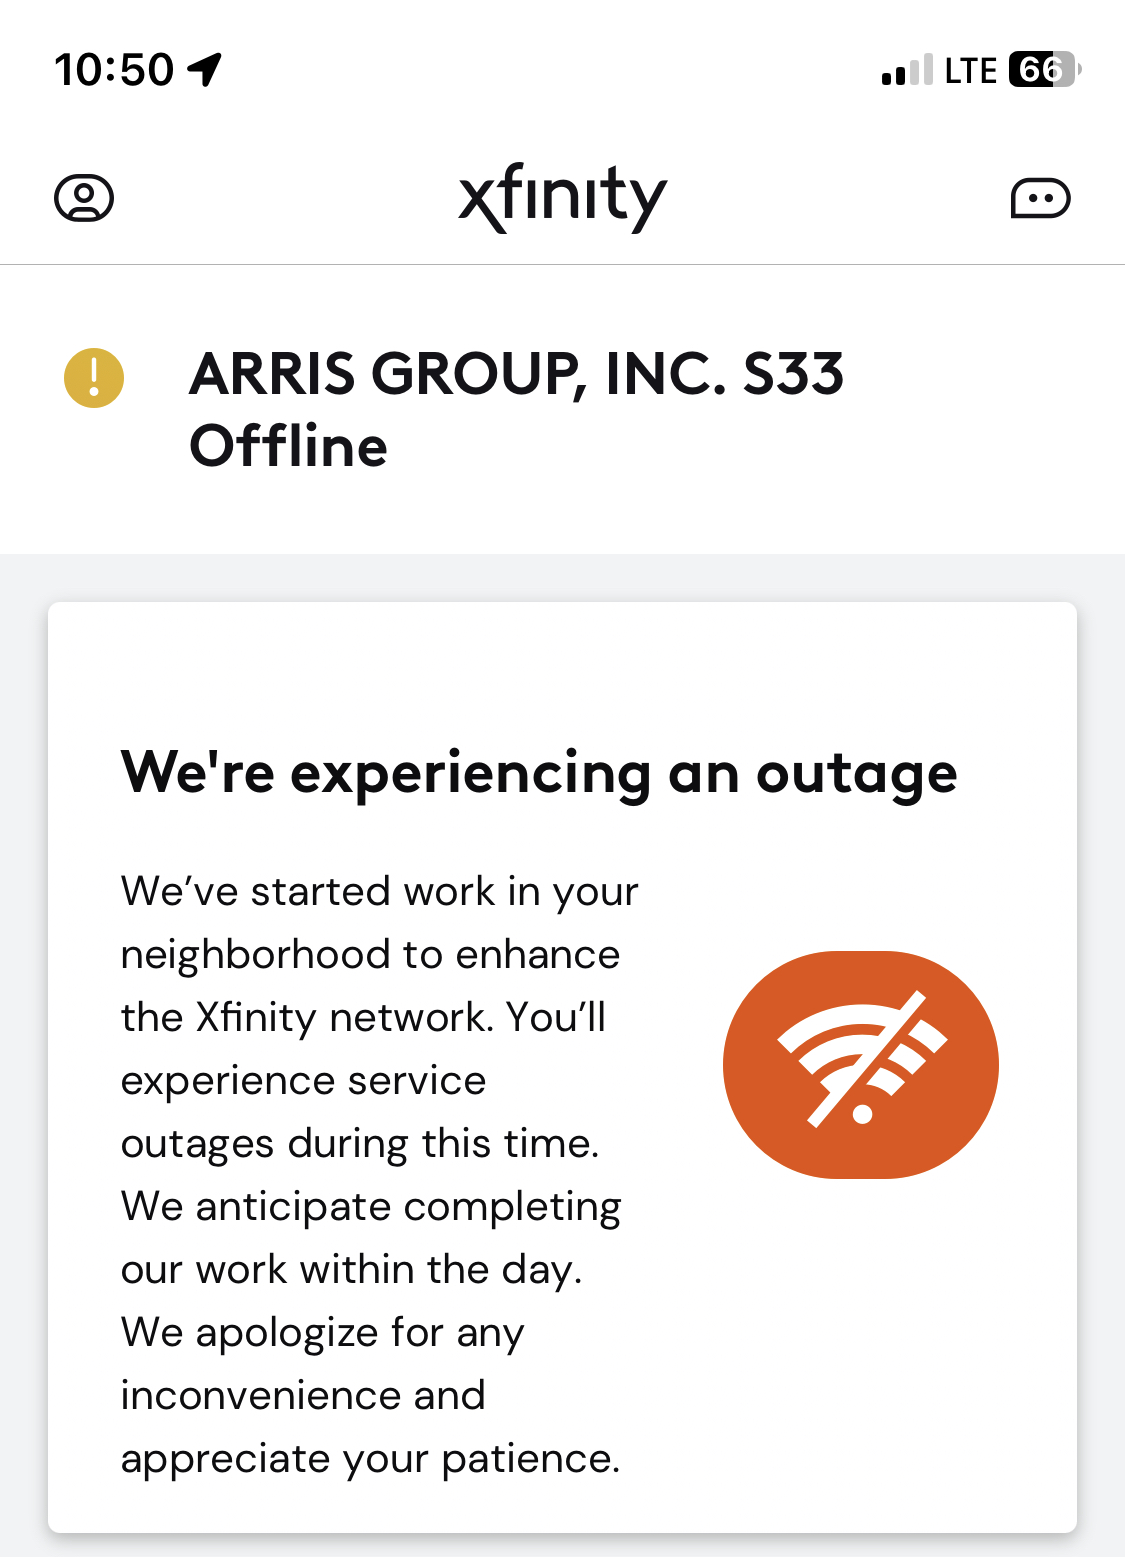 10:50 LTE 66
xfinity
ARRIS GROUP, INC. S33
Offline
We're experiencing an outage
We’ve started work in your
neighborhood to enhance
the Xfinity network. You’ll
experience service
outages during this time.
We anticipate completing
our work within the day.
We apologize for any
inconvenience and
appreciate your patience.